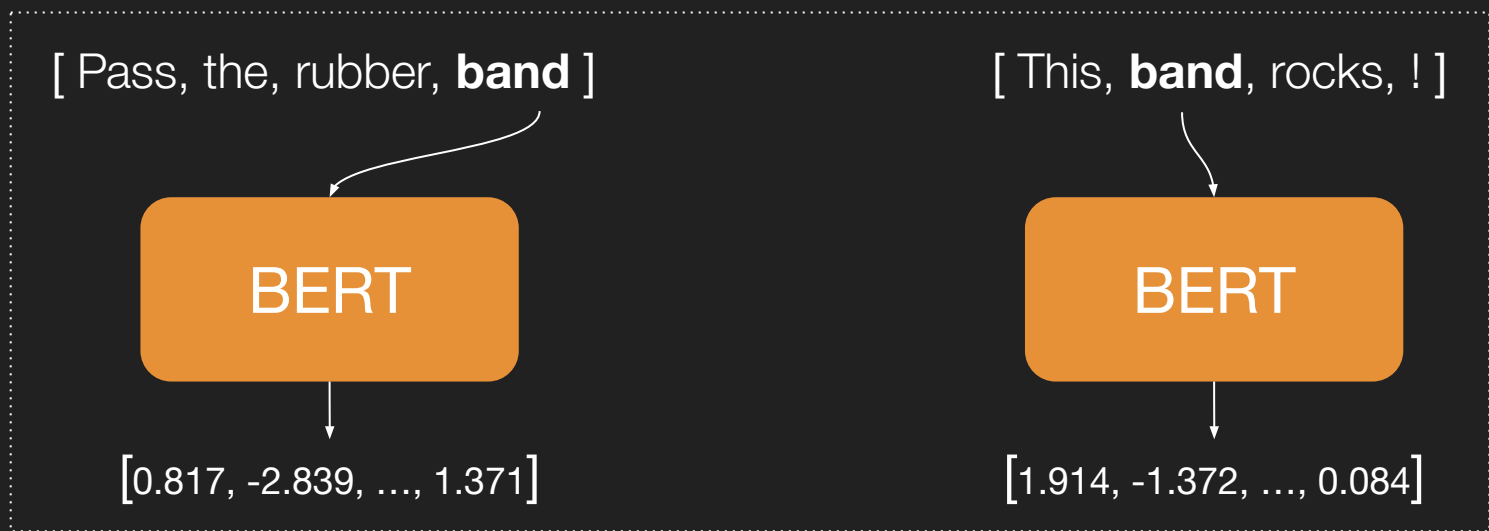 [ Pass, the, rubber, band ]
[ This, band, rocks, ! ]
BERT
BERT
[0.817, -2.839, …, 1.371]
[1.914, -1.372, …, 0.084]